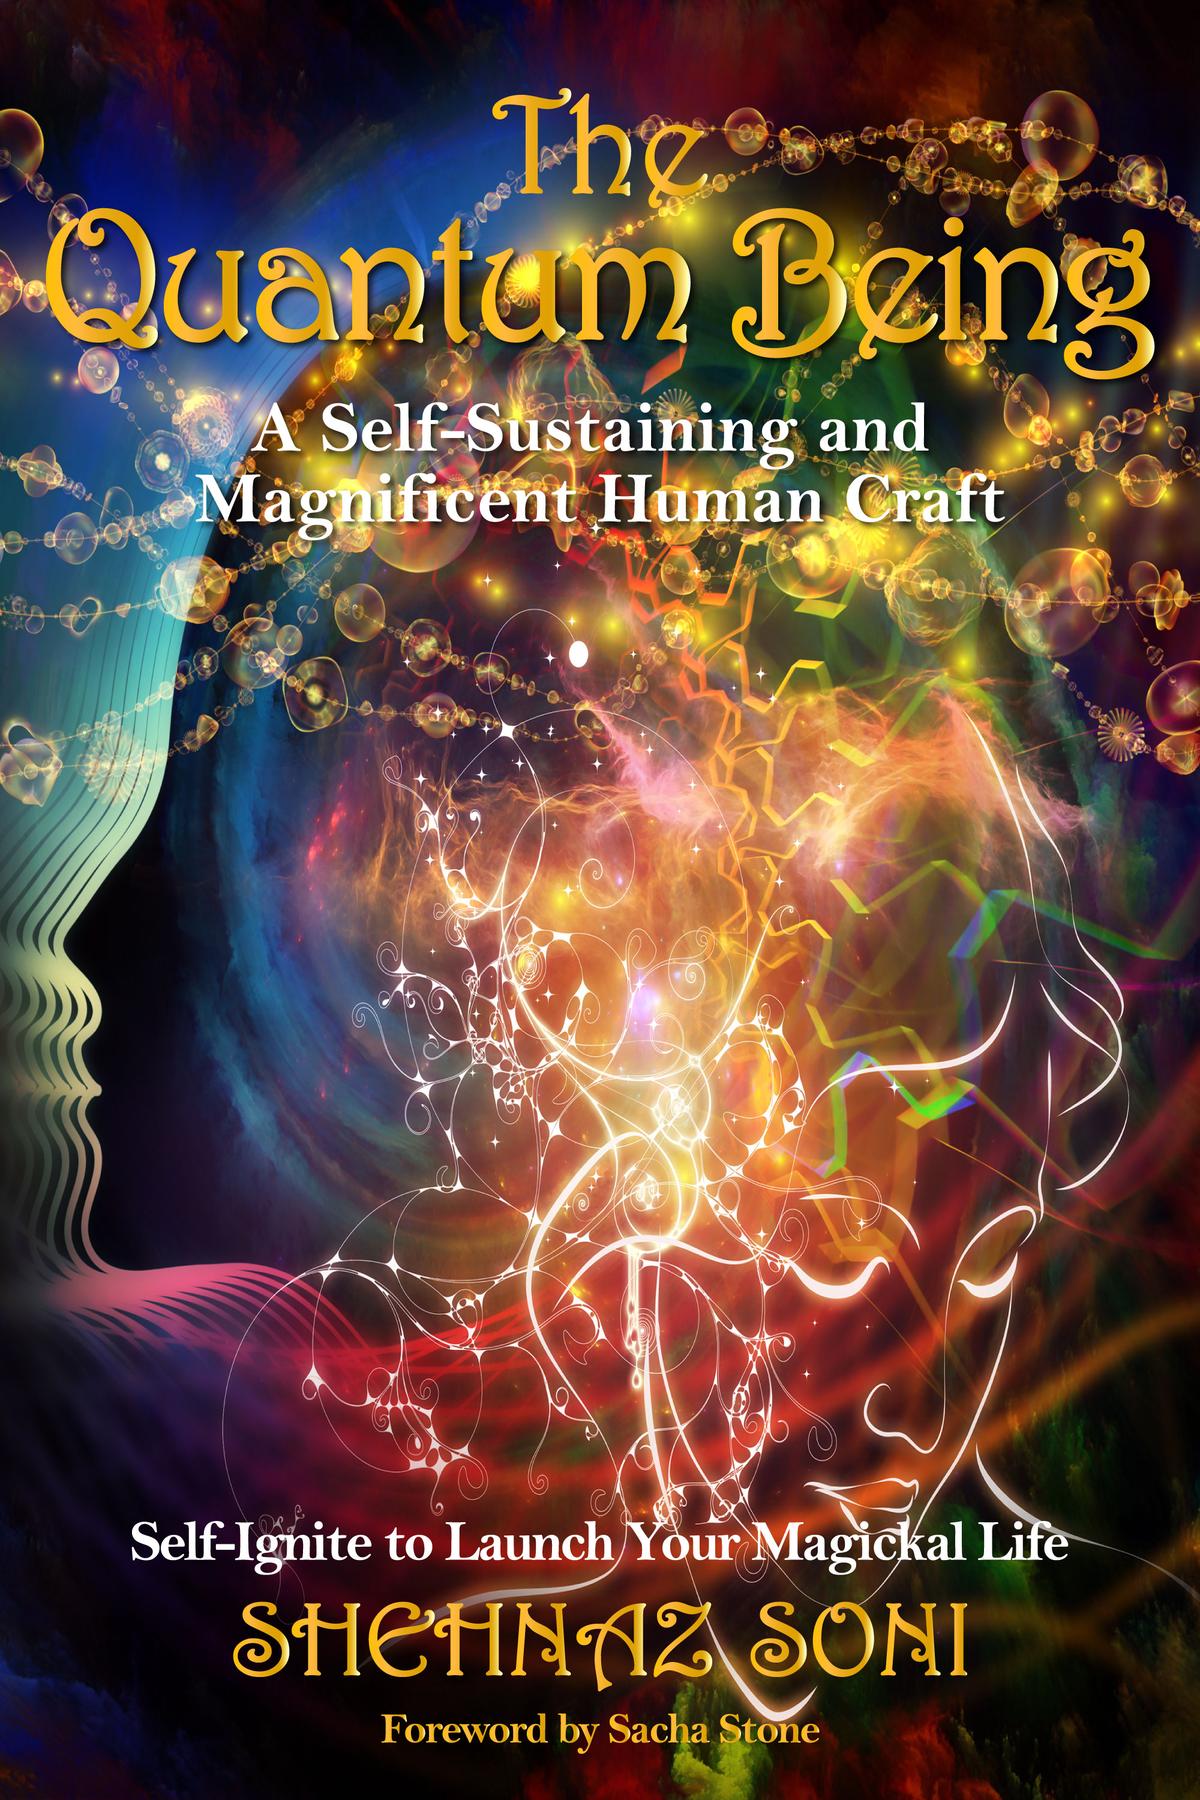 The
Quantum Being
A Self-Sustaining and
Magnificent Human Craft
Self-Ignite to Launch Your Magickal Life
SHEHNAZ SONI
Foreword by Sacha Stone